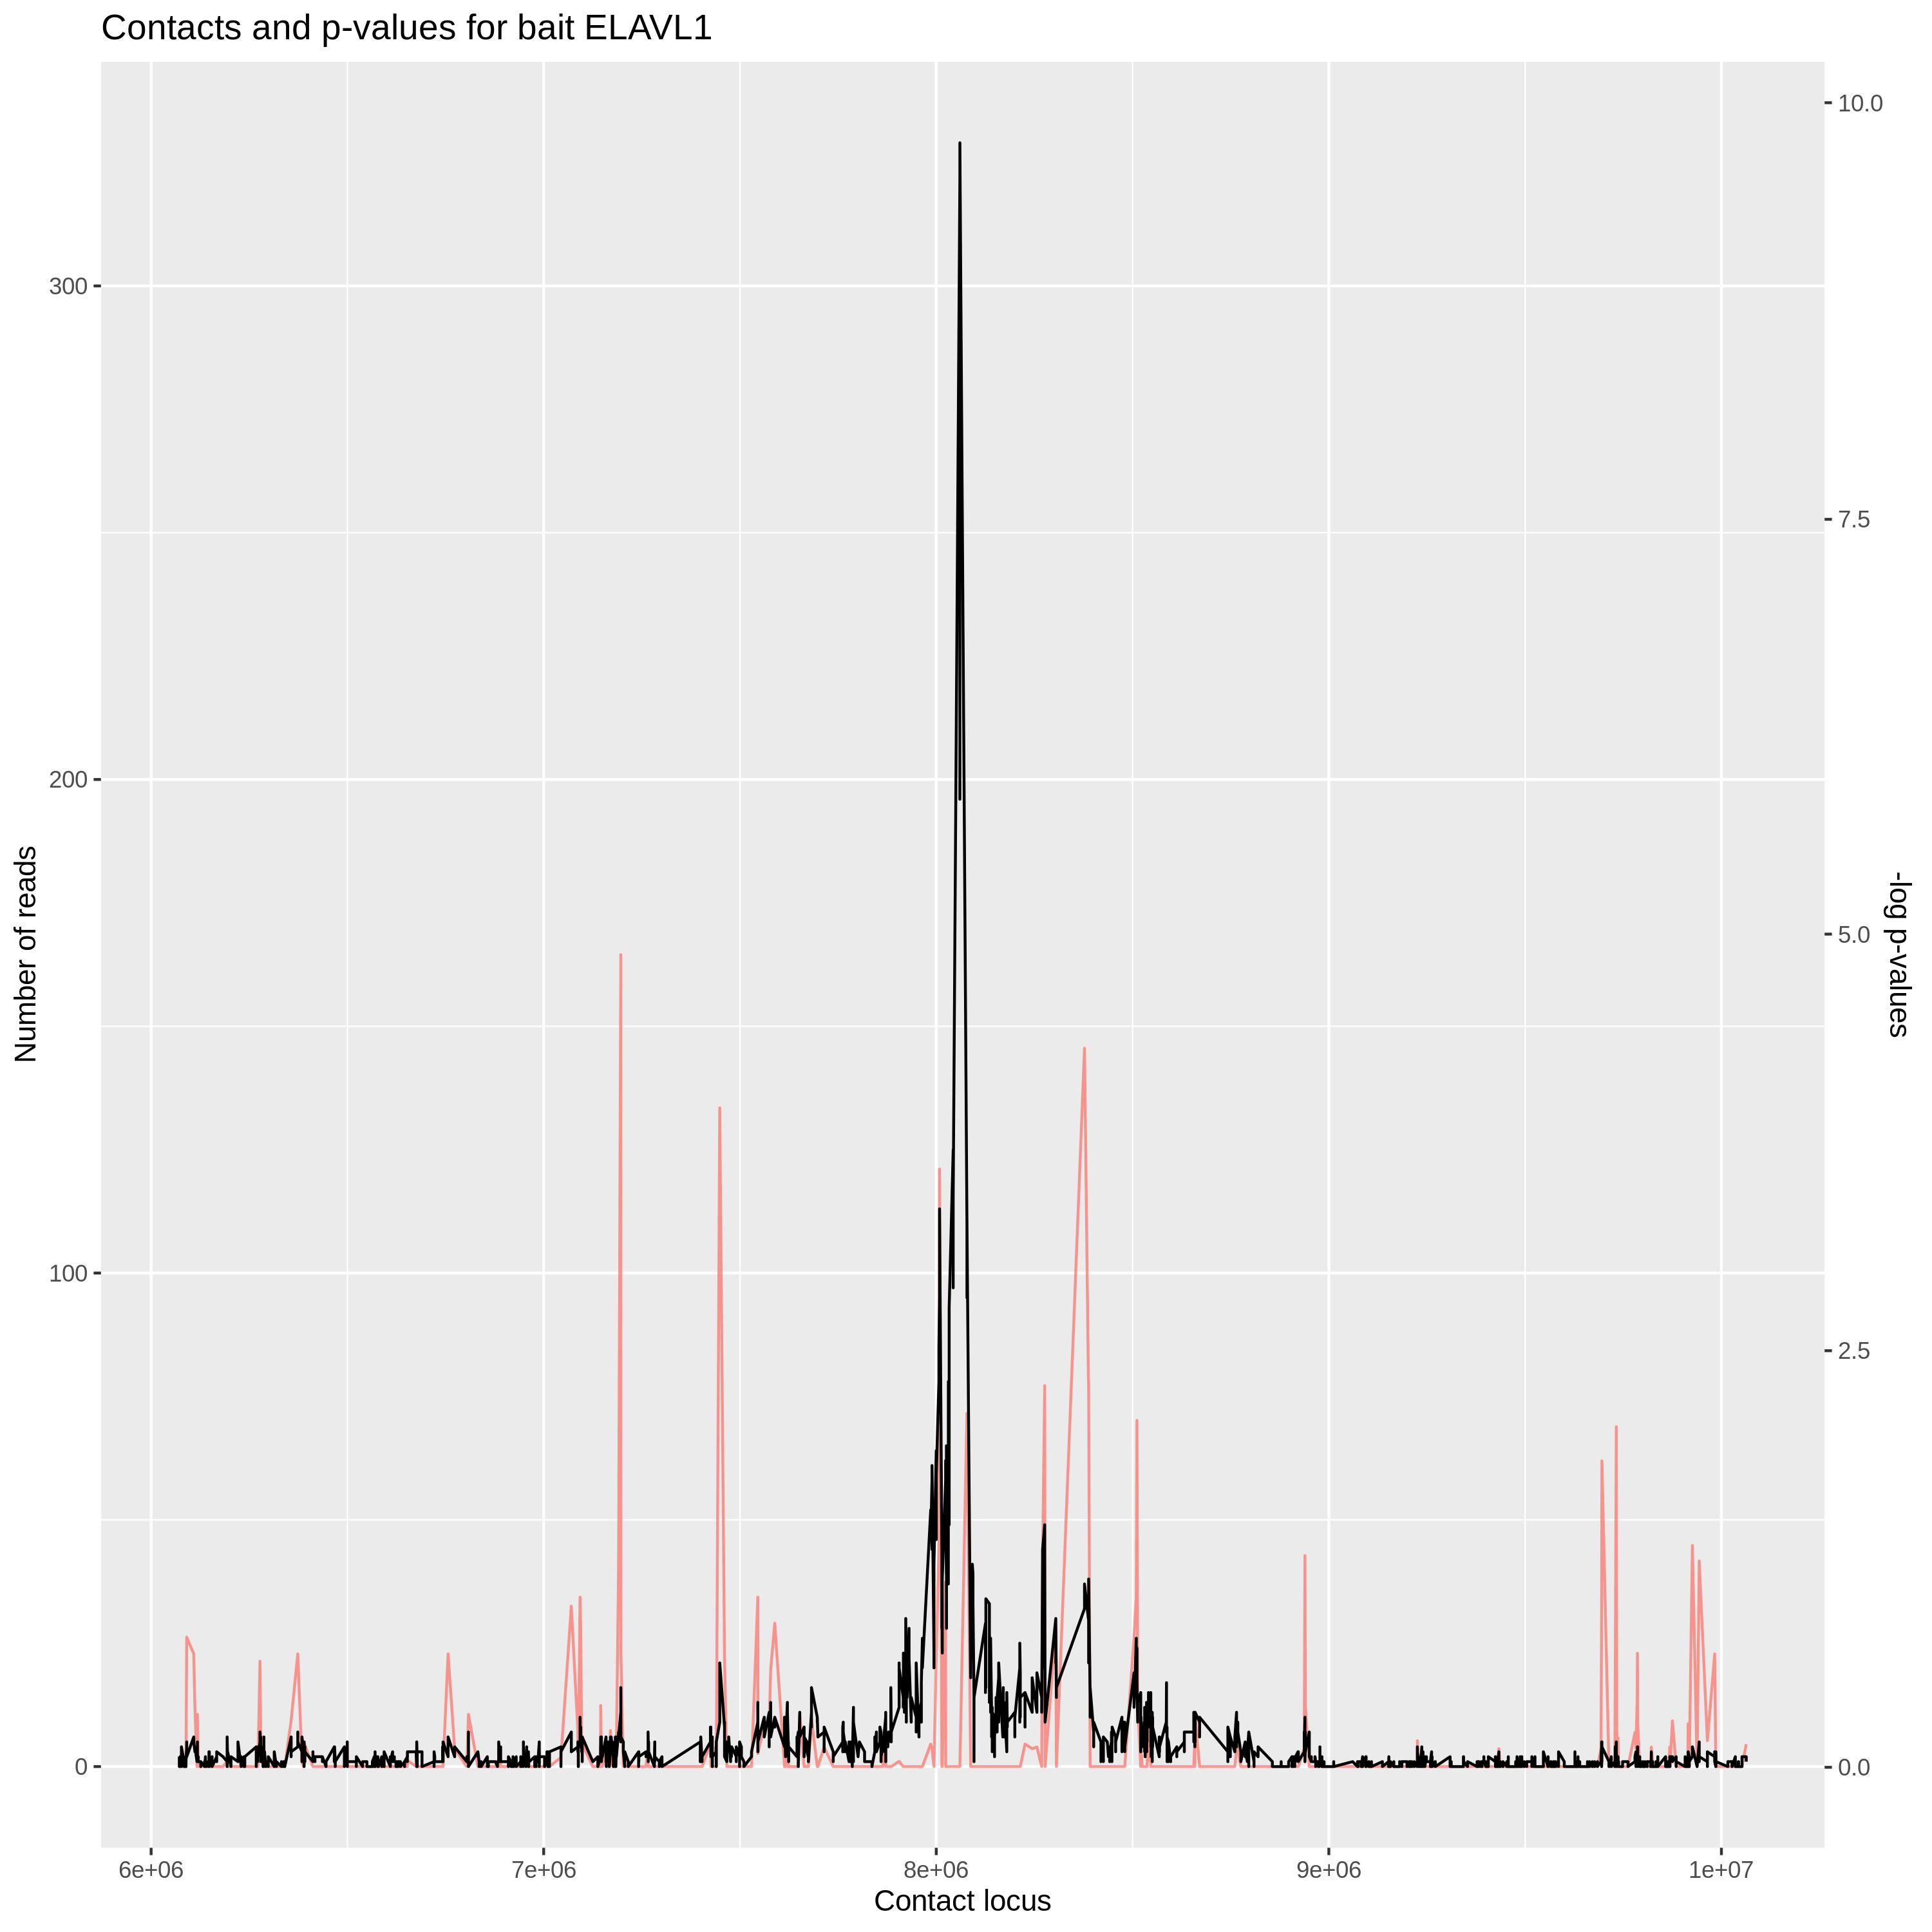 Contacts and p-values for bait ELAVL1
10.0
300
7.5
200
Number of reads
5.0
-log p-values
100
2.5
0
0.0
6e+06
7e+06
8e+06
9e+06
1e+07
Contact locus